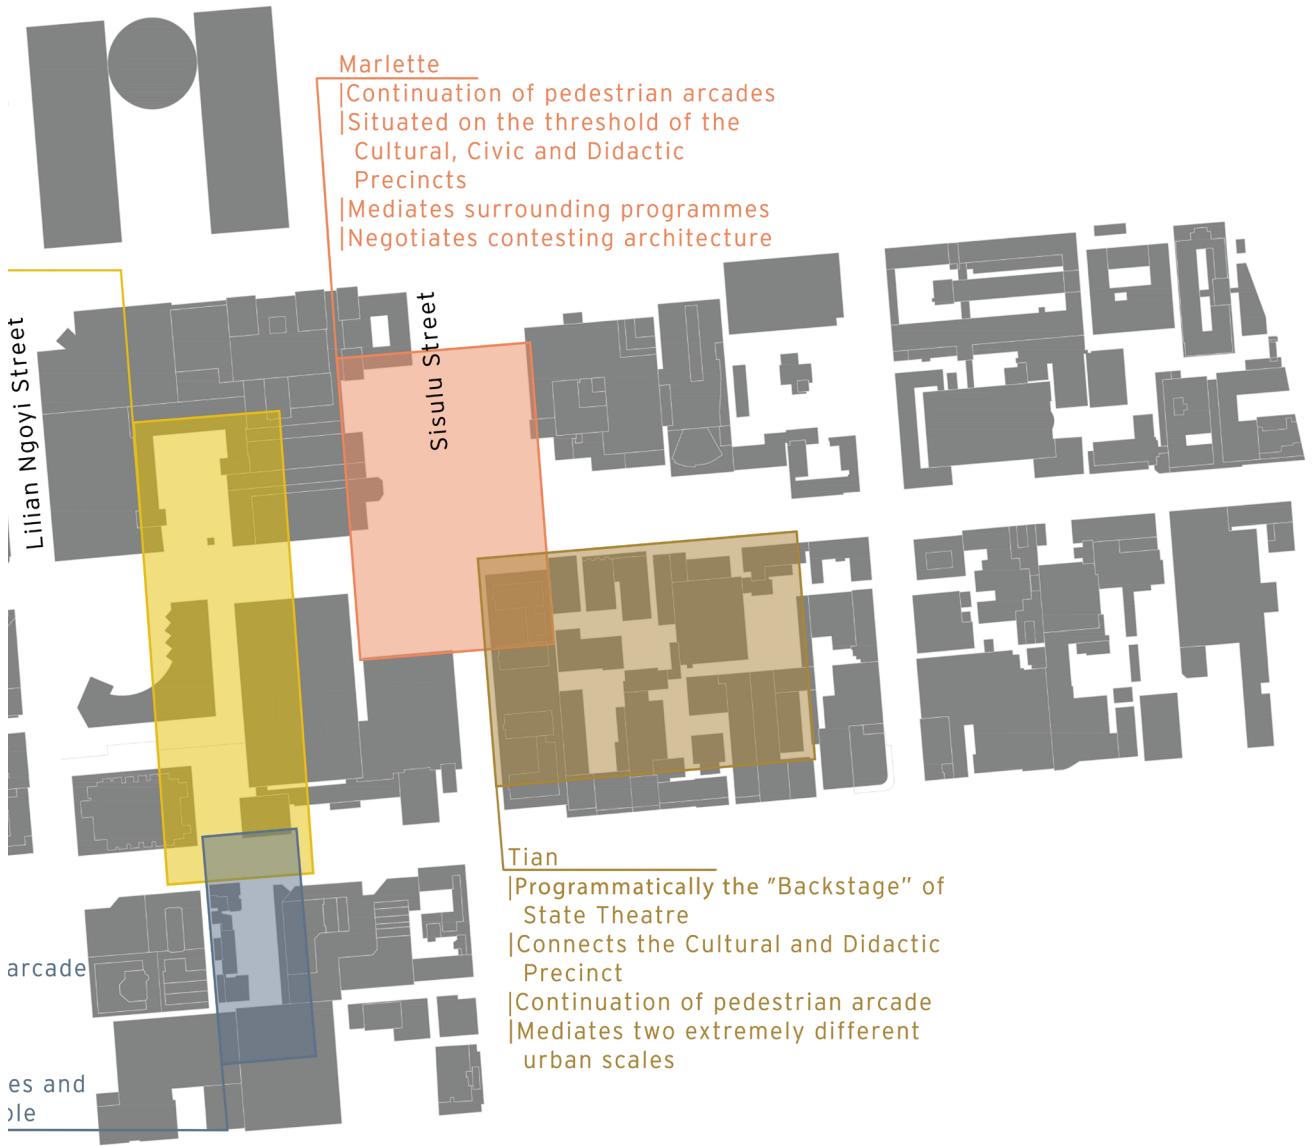 Marlette
|Continuation of pedestrian arcades
|Situated on the threshold of the
Cultural, Civic and Didactic
Precincts
|Mediates surrounding programmes
|Negotiates contesting architecture
Lilian Ngoyi Street
Sisulu Street
Tian
|Programmatically the "Backstage" of
State Theatre
|Connects the Cultural and Didactic
Precinct
|Continuation of pedestrian arcade
|Mediates two extremely different
urban scales
arcade
es and